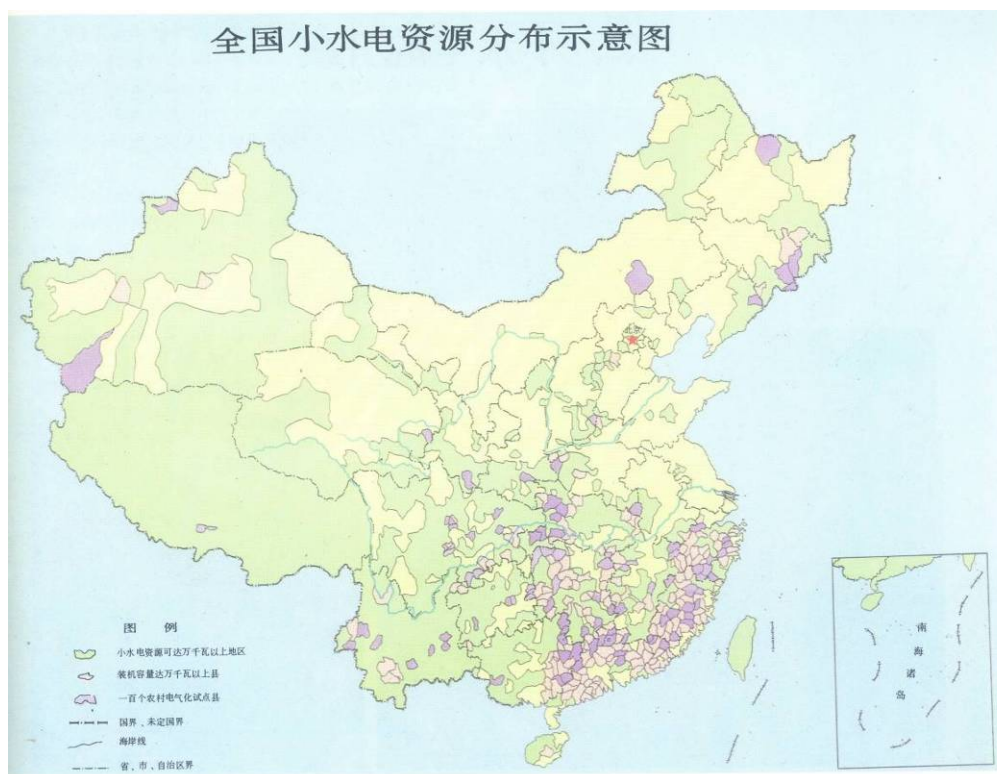 全国小水电资源分布示意图
图 例
小水电资源可达万千瓦以上地区
装机容量达万千瓦以上县
一百个农村电气化试点县
国界、未定国界
海岸线
省、市、自治区界
南
海
诸
岛